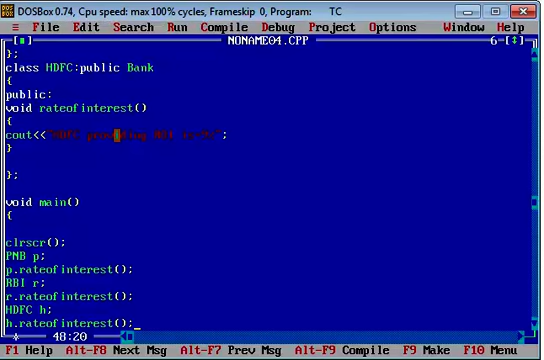 DOSBox 0.74, Cpu speed: max 100% cycles, Frameskip 0, Program: TC
≡ File Edit Search Run Compile Debug Project Options Window Help
[■] NONAME04.CPP 6=[↕]
};
class HDFC:public Bank
{
public:
void rateofinterest()
{
cout<<"HDFC providing ROI is:";
}
};
void main()
{
clrscr();
PNB p;
p.rateofinterest();
RBI r;
r.rateofinterest();
HDFC h;
h.rateofinterest();
48:20
F1 Help Alt-F8 Next Msg Alt-F7 Prev Msg Alt-F9 Compile F9 Make F10 Menu